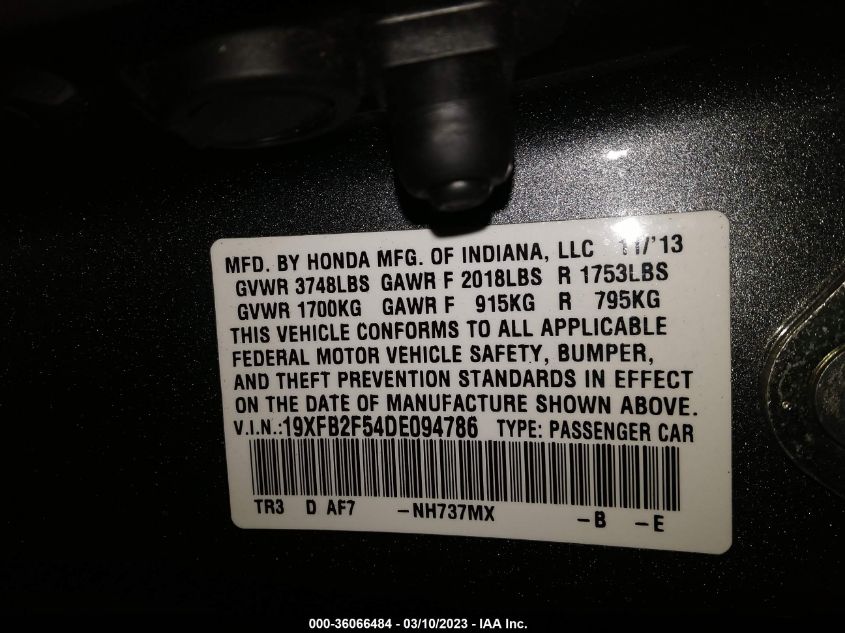 MFD. BY HONDA MFG. OF INDIANA, LLC 11/'13
GVWR 3748LBS GAWR F 2018LBS R 1753LBS
GVWR 1700KG GAWR F 915KG R 795KG
THIS VEHICLE CONFORMS TO ALL APPLICABLE
FEDERAL MOTOR VEHICLE SAFETY, BUMPER,
AND THEFT PREVENTION STANDARDS IN EFFECT
ON THE DATE OF MANUFACTURE SHOWN ABOVE.
V.I.N.:19XFB2F54DE094786 TYPE: PASSENGER CAR
TR3 D AF7 -NH737MX -B -E
000-36066484 — 03/10/2023 — IAA Inc.